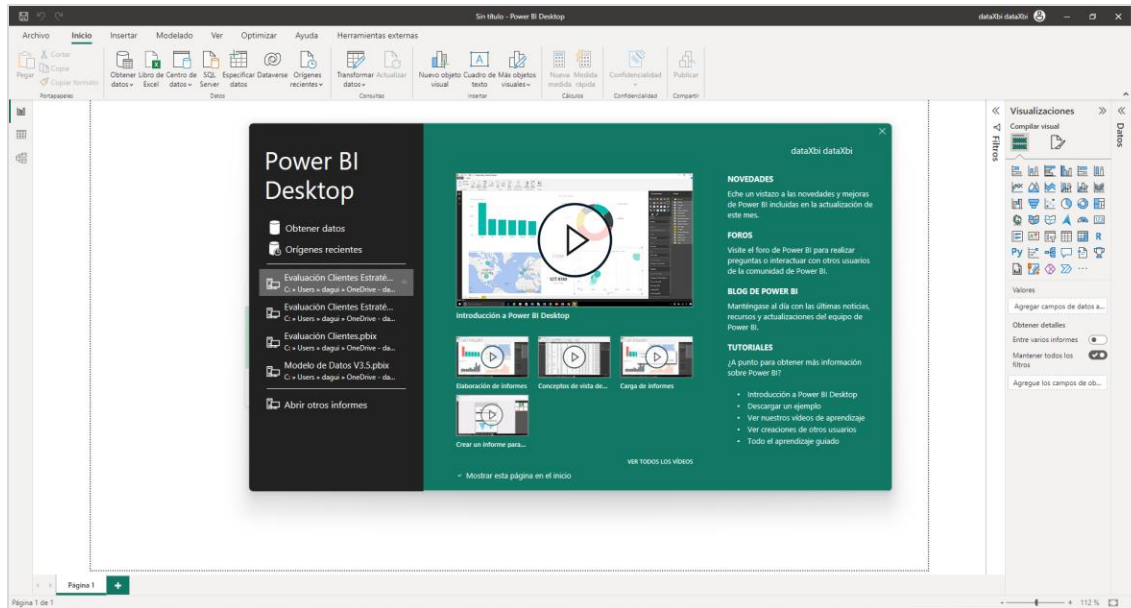 Sin título - Power BI Desktop
dataXbi dataXbi
Archivo Inicio Insertar Modelado Ver Optimizar Ayuda Herramientas externas
Pegar
Cortar
Copie
Copiar formato
Portapapeles
Obtener datos
Libro de Excel
Centro de datos
SQL Server
Especificar datos
Dataverse
Orígenes recientes
Datos
Transformar datos
Actualizar
Consultas
Nuevo objeto visual
Cuadro de texto
Más objetos visuales
Insertar
Nueva medida
Medida rápida
Cálculos
Confidencialidad
Confidencialidad
Publicar
Compartir
Power BI
Desktop
Obtener datos
Orígenes recientes
Evaluación Clientes Estraté...
C: » Users » dagui » OneDrive - da...
Evaluación Clientes Estraté...
C: » Users » dagui » OneDrive - da...
Evaluación Clientes.pbix
C: » Users » dagui » OneDrive - da...
Modelo de Datos V3.5.pbix
C: » Users » dagui » OneDrive - da...
Abrir otros informes
Introducción a Power BI Desktop
Elaboración de informes
Conceptos de vista de...
Carga de informes
Crear un informe para...
VER TODOS LOS VÍDEOS
Mostrar esta página en el inicio
dataXbi dataXbi
NOVEDADES
Eche un vistazo a las novedades y mejoras
de Power BI incluidas en la actualización de
este mes.
FOROS
Visite el foro de Power BI para realizar
preguntas o interactuar con otros usuarios
de la comunidad de Power BI.
BLOG DE POWER BI
Manténgase al día con las últimas noticias,
recursos y actualizaciones del equipo de
Power BI.
TUTORIALES
¿A punto para obtener más información
sobre Power BI?
• Introducción a Power BI Desktop
• Descargar un ejemplo
• Ver nuestros vídeos de aprendizaje
• Ver creaciones de otros usuarios
• Todo el aprendizaje guiado
Filtros
Visualizaciones
Compilar visual
R
Py
Valores
Agregar campos de datos a...
Obtener detalles
Entre varios informes
Mantener todos los
filtros
Agregue los campos de ob...
Datos
Página 1
Página 1 de 1
112 %